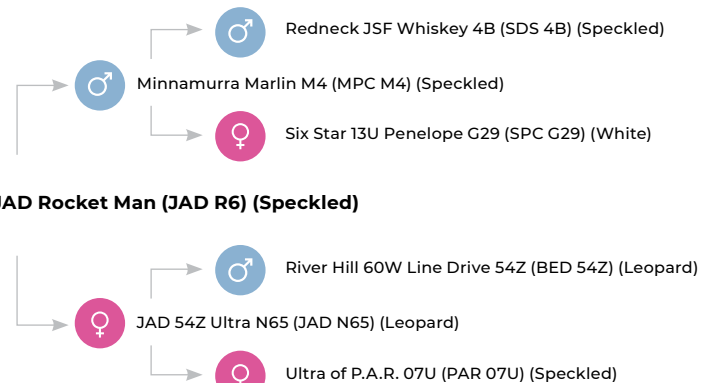 Redneck JSF Whiskey 4B (SDS 4B) (Speckled)
Minnamurra Marlin M4 (MPC M4) (Speckled)
Six Star 13U Penelope G29 (SPC G29) (White)
JAD Rocket Man (JAD R6) (Speckled)
River Hill 60W Line Drive 54Z (BED 54Z) (Leopard)
JAD 54Z Ultra N65 (JAD N65) (Leopard)
Ultra of P.A.R. 07U (PAR 07U) (Speckled)